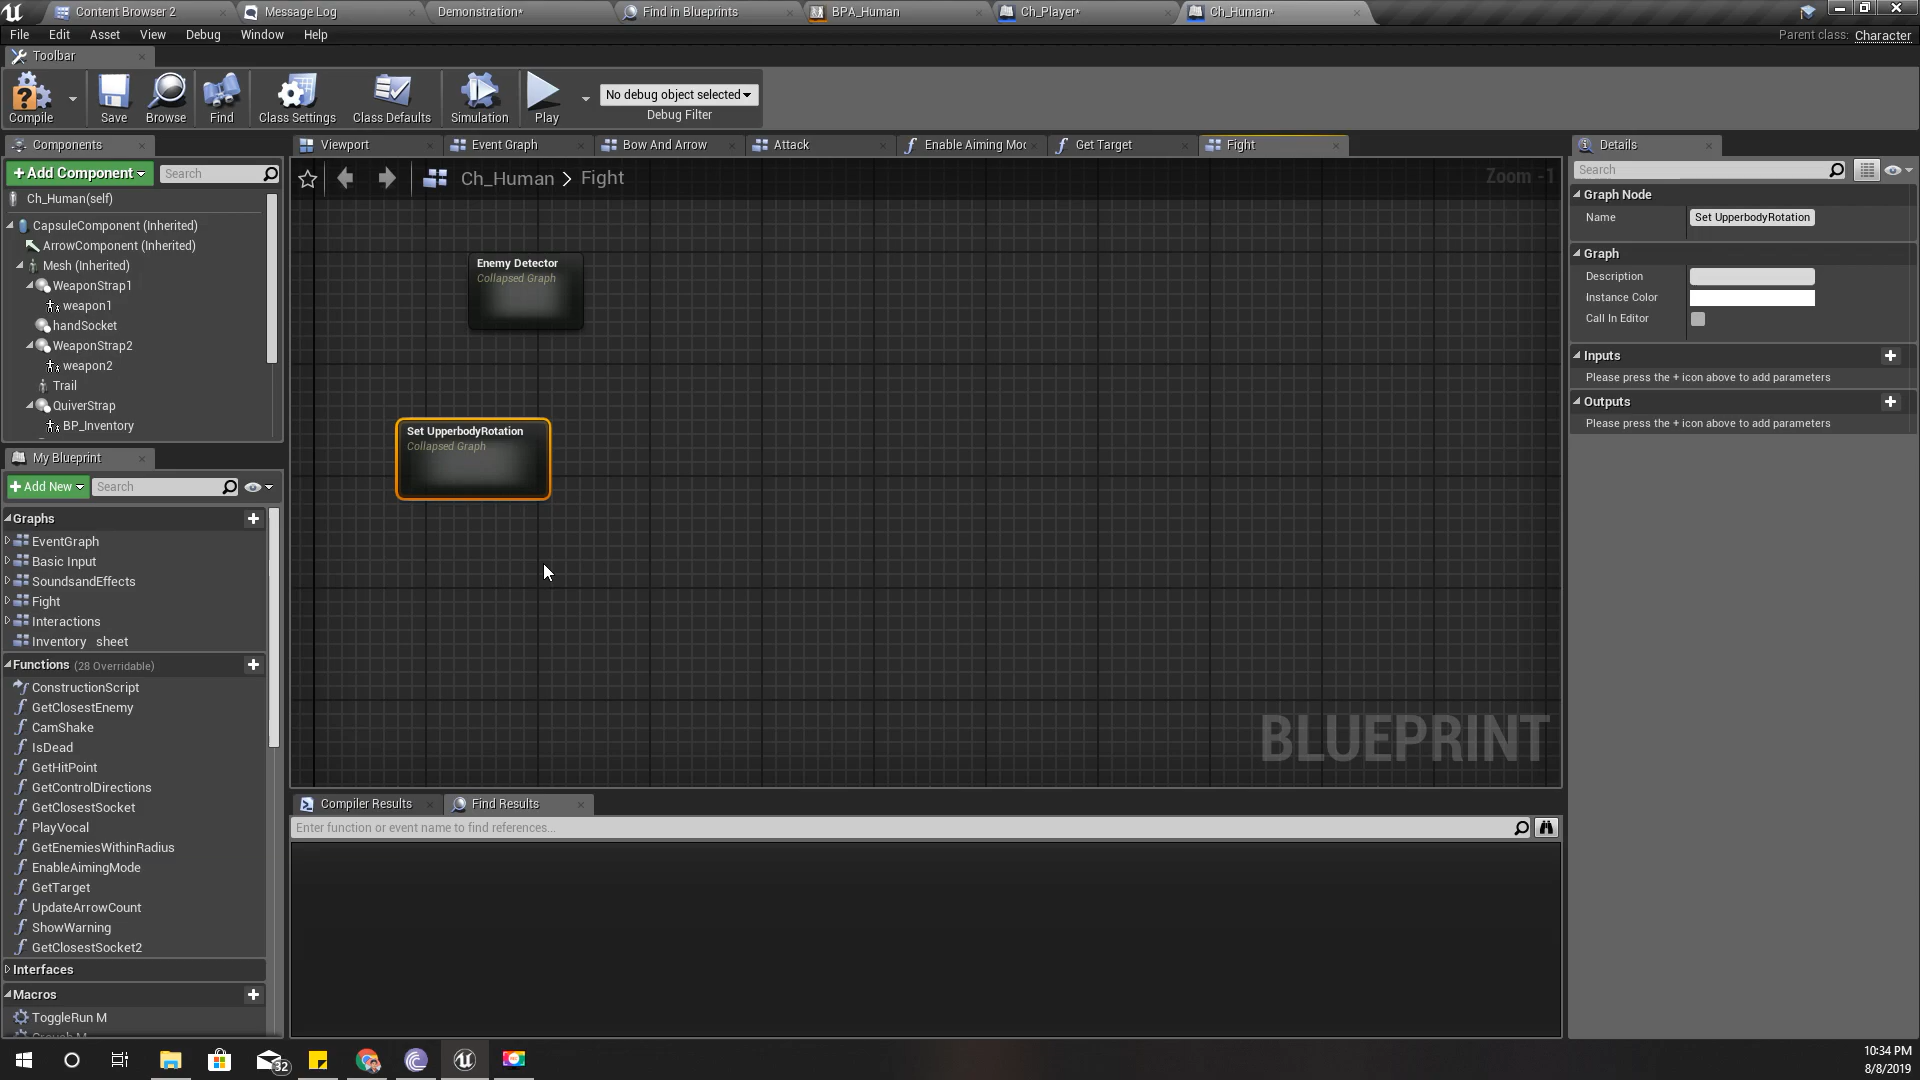 Content Browser 2
Message Log
Demonstration*
Find in Blueprints
BPA_Human
Ch_Player*
Ch_Human*
File Edit Asset View Debug Window Help
Parent class: Character
Toolbar
Compile
Save
Browse
Find
Class Settings
Class Defaults
Simulation
Play
No debug object selected
Debug Filter
Components
+Add Component
Search
Ch_Human(self)
CapsuleComponent (Inherited)
ArrowComponent (Inherited)
Mesh (Inherited)
WeaponStrap1
weapon1
handSocket
WeaponStrap2
weapon2
Trail
QuiverStrap
BP_Inventory
My Blueprint
+Add New
Search
Graphs
EventGraph
Basic Input
SoundsandEffects
Fight
Interactions
Inventory sheet
Functions (28 Overridable)
ConstructionScript
GetClosestEnemy
CamShake
IsDead
GetHitPoint
GetControlDirections
GetClosestSocket
PlayVocal
GetEnemiesWithinRadius
EnableAimingMode
GetTarget
UpdateArrowCount
ShowWarning
GetClosestSocket2
Interfaces
Macros
ToggleRun M
Viewport
Event Graph
Bow And Arrow
Attack
Enable Aiming Moc
Get Target
Fight
Ch_Human > Fight
Zoom -1
Enemy Detector
Collapsed Graph
Set UpperbodyRotation
Collapsed Graph
BLUEPRINT
Compiler Results
Find Results
Enter function or event name to find references...
Details
Search
Graph Node
Name Set UpperbodyRotation
Graph
Description
Instance Color
Call In Editor
Inputs
Please press the + icon above to add parameters
Outputs
Please press the + icon above to add parameters
32
10:34 PM
8/8/2019